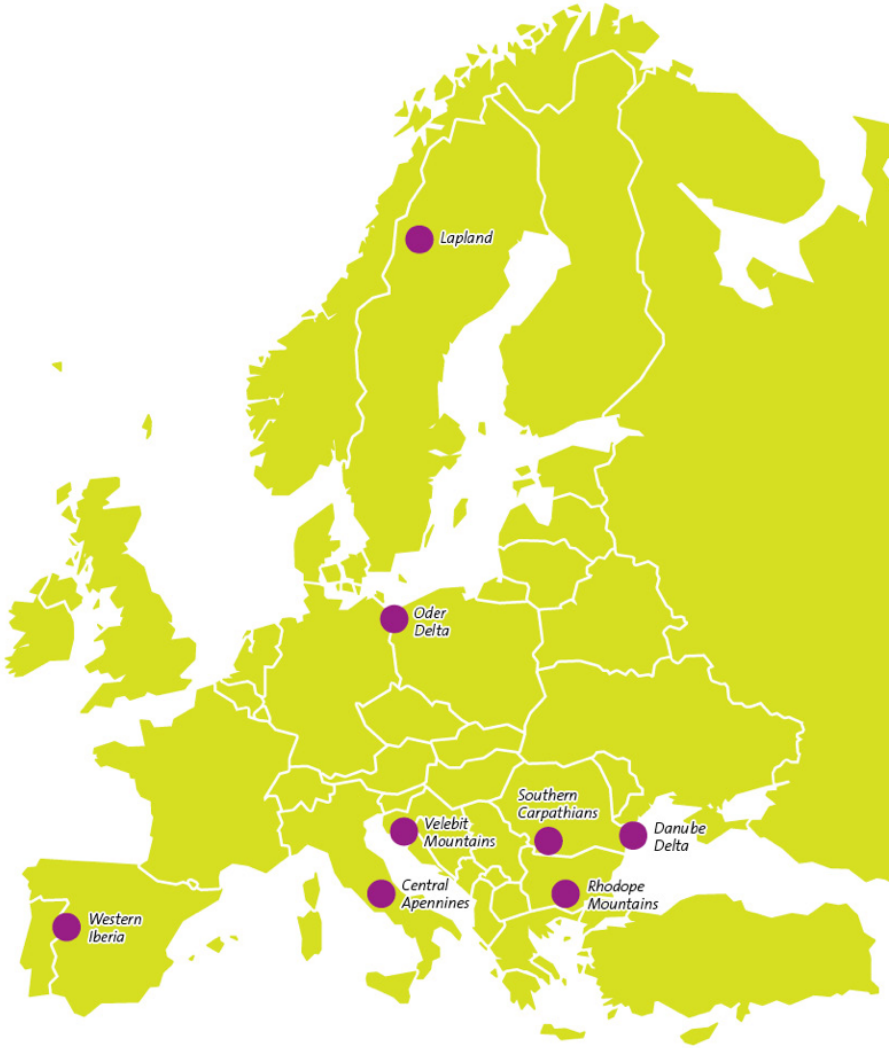 Lapland
Oder
Delta
Southern
Carpathians
Velebit
Mountains
Danube
Delta
Central
Apennines
Rhodope
Mountains
Western
Iberia